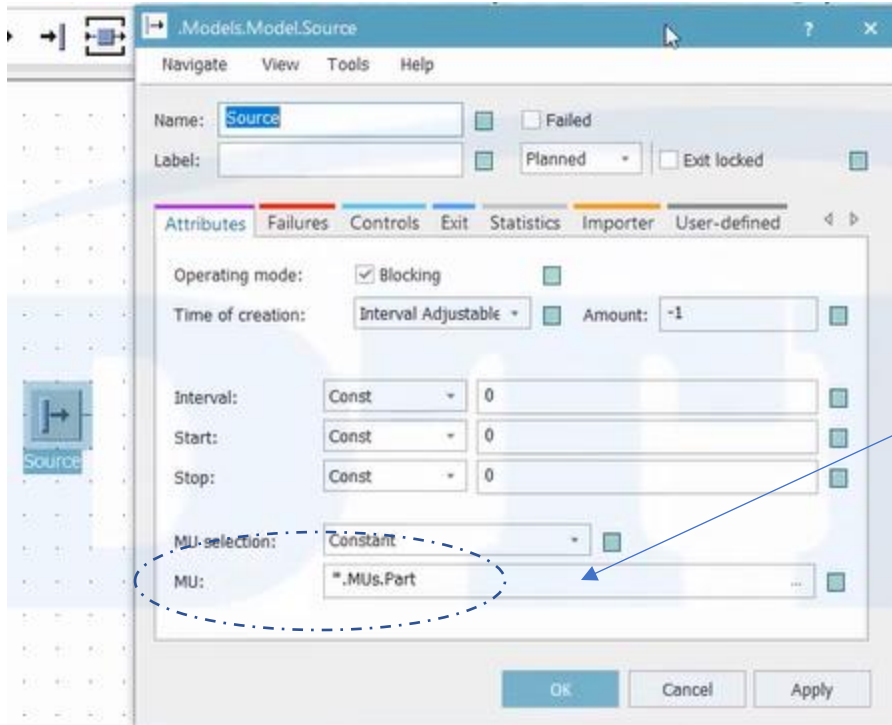 .Models.Model.Source ? ×
Navigate View Tools Help
Name: Source Failed
Label: Planned Exit locked
Attributes Failures Controls Exit Statistics Importer User-defined
Operating mode: Blocking
Time of creation: Interval Adjustable Amount: -1
Interval: Const 0
Start: Const 0
Source
Stop: Const 0
MU selection: Constant
MU: *.MUs.Part ...
OK Cancel Apply